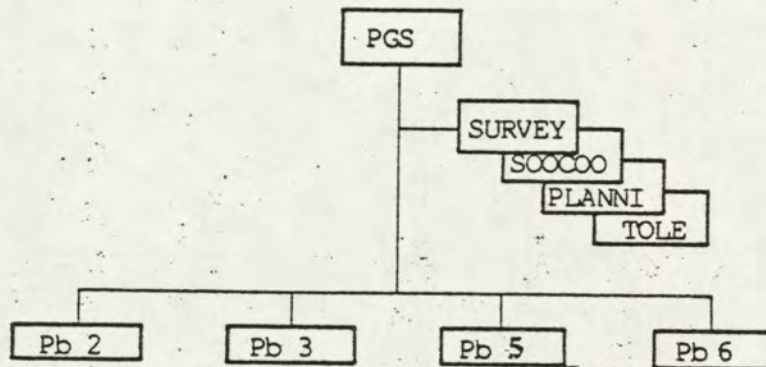 PGS
SURVEY
SOOCOO
PLANNI
TOLE
Pb 2
Pb 3
Pb 5
Pb 6